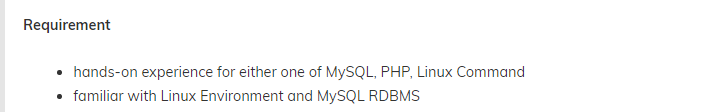 Requirement
• hands-on experience for either one of MySQL, PHP, Linux Command
• familiar with Linux Environment and MySQL RDBMS